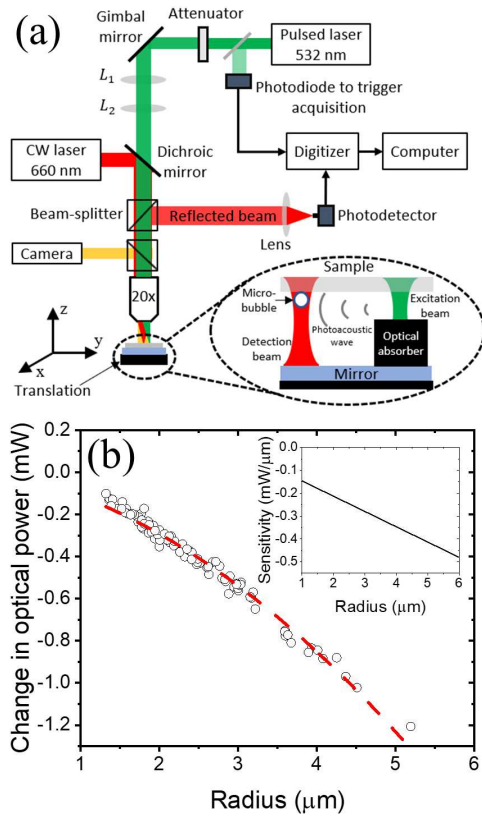 (a)
Gimbal
mirror
Attenuator
Pulsed laser
532 nm
L₁
L₂
Photodiode to trigger
acquisition
CW laser
660 nm
Dichroic
mirror
Digitizer
Computer
Beam-splitter
Reflected beam
Photodetector
Lens
Camera
20x
Sample
Micro-
bubble
Excitation
beam
Photoacoustic
wave
Optical
absorber
Detection
beam
Mirror
z
y
x
Translation
(b)
Change in optical power (mW)
0.2
0.0
-0.2
-0.4
-0.6
-0.8
-1.0
-1.2
1 2 3 4 5 6
Radius (μm)
Sensitivity (mW/μm)
0.0
-0.1
-0.2
-0.3
-0.4
-0.5
1 2 3 4 5 6
Radius (μm)